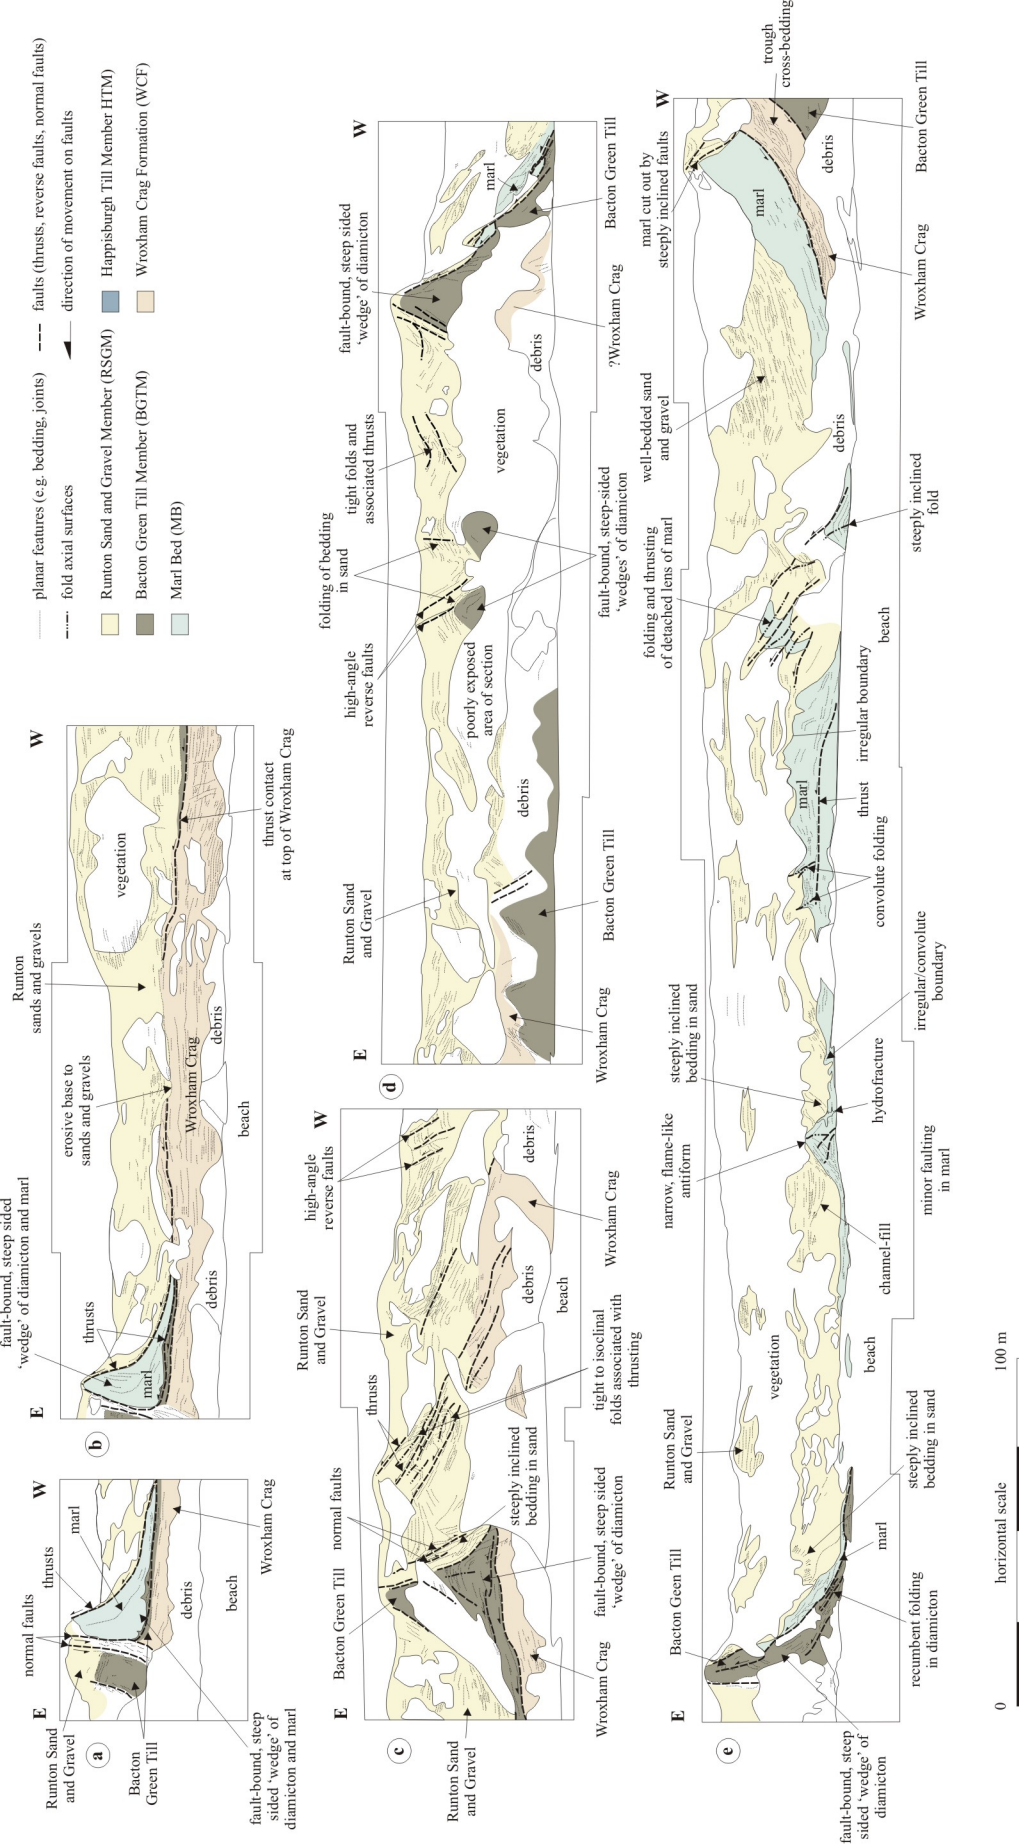 planar features (e.g. bedding, joints)
fold axial surfaces
faults (thrusts, reverse faults, normal faults)
direction of movement on faults
Runton Sand and Gravel Member (RSGM)
Bacton Green Till Member (BGTM)
Marl Bed (MB)
Happisburgh Till Member HTM)
Wroxham Crag Formation (WCF)
a
E
W
Runton Sand
and Gravel
normal faults
thrusts
marl
Bacton
Green Till
debris
beach
fault-bound, steep
sided 'wedge' of
diamicton and marl
Wroxham Crag
b
E
W
fault-bound, steep sided
'wedge' of diamicton and marl
thrusts
marl
erosive base to
sands and gravels
Runton
sands and gravels
vegetation
Wroxham Crag
debris
debris
beach
thrust contact
at top of Wroxham Crag
c
E
W
Bacton Green Till
normal faults
thrusts
Runton Sand
and Gravel
high-angle
reverse faults
steeply inclined
bedding in sand
debris
debris
beach
Runton Sand
and Gravel
Wroxham Crag
fault-bound, steep sided
'wedge' of diamicton
tight to isoclinal
folds associated with
thrusting
Wroxham Crag
d
E
W
Runton Sand
and Gravel
high-angle
reverse faults
folding of bedding
in sand
tight folds and
associated thrusts
fault-bound, steep sided
'wedge' of diamicton
marl
poorly exposed
area of section
vegetation
debris
debris
Wroxham Crag
Bacton Green Till
fault-bound, steep-sided
'wedges' of diamicton
?Wroxham Crag
Bacton Green Till
e
E
W
Bacton Geen Till
Runton Sand
and Gravel
vegetation
narrow, flame-like
antiform
steeply inclined
bedding in sand
marl
folding and thrusting
of detached lens of marl
well-bedded sand
and gravel
marl
marl cut out by
steeply inclined faults
trough
cross-bedding
debris
debris
beach
beach
fault-bound, steep
sided 'wedge' of
diamicton
recumbent folding
in diamicton
marl
steeply inclined
bedding in sand
channel-fill
minor faulting
in marl
hydrofracture
irregular/convolute
boundary
convolute folding
thrust
irregular boundary
steeply inclined
fold
Wroxham Crag
Bacton Green Till
0
horizontal scale
100 m